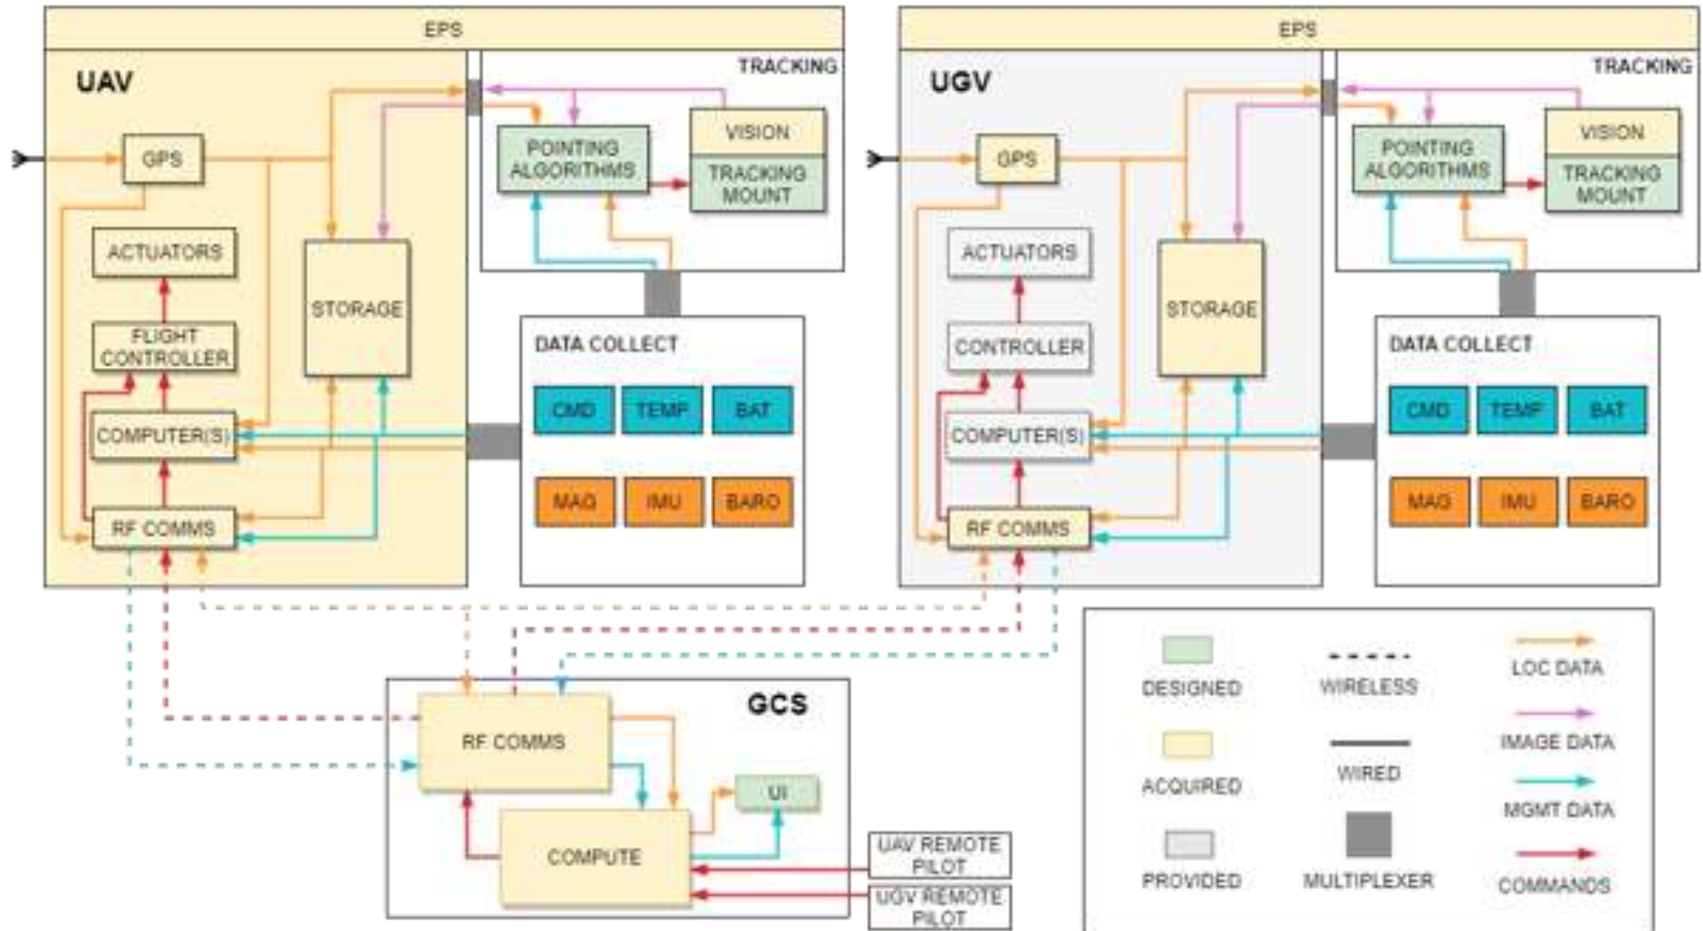 EPS
UAV
TRACKING
GPS
POINTING
ALGORITHMS
VISION
TRACKING
MOUNT
ACTUATORS
STORAGE
FLIGHT
CONTROLLER
COMPUTER(S)
RF COMMS
DATA COLLECT
CMD
TEMP
BAT
MAG
IMU
BARO
EPS
UGV
TRACKING
GPS
POINTING
ALGORITHMS
VISION
TRACKING
MOUNT
ACTUATORS
STORAGE
CONTROLLER
COMPUTER(S)
RF COMMS
DATA COLLECT
CMD
TEMP
BAT
MAG
IMU
BARO
GCS
RF COMMS
UI
COMPUTE
UAV REMOTE
PILOT
UGV REMOTE
PILOT
DESIGNED
WIRELESS
LOC DATA
ACQUIRED
WIRED
IMAGE DATA
MGMT DATA
PROVIDED
MULTIPLEXER
COMMANDS